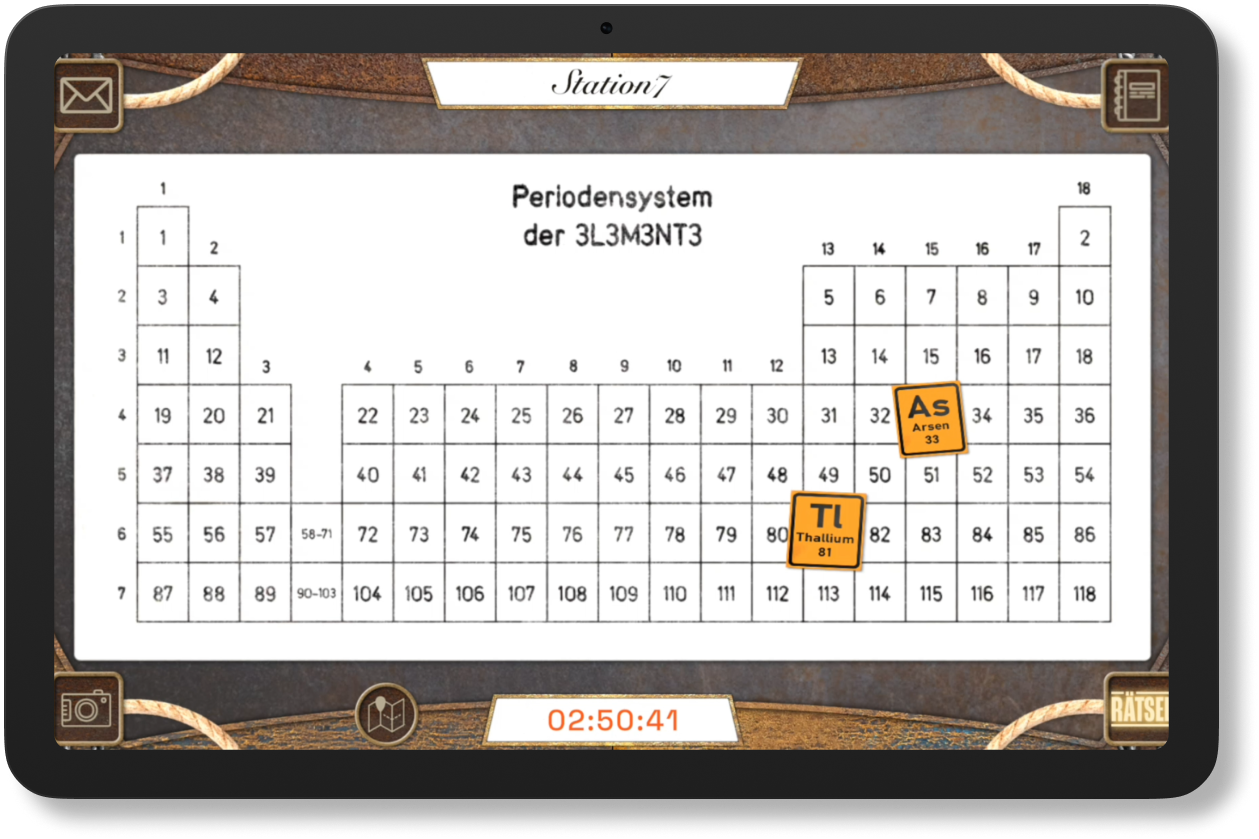 Station7
Periodensystem
der 3L3M3NT3
1 18
1 1 2 13 14 15 16 17 2
2 3 4 5 6 7 8 9 10
3 11 12 3 4 5 6 7 8 9 10 11 12 13 14 15 16 17 18
4 19 20 21 22 23 24 25 26 27 28 29 30 31 32 As 34 35 36
Arsen
33
5 37 38 39 40 41 42 43 44 45 46 47 48 49 50 51 52 53 54
6 55 56 57 58-71 72 73 74 75 76 77 78 79 80 Tl 82 83 84 85 86
Thallium
81
7 87 88 89 90-103 104 105 106 107 108 109 110 111 112 113 114 115 116 117 118
02:50:41
RÄTSEL